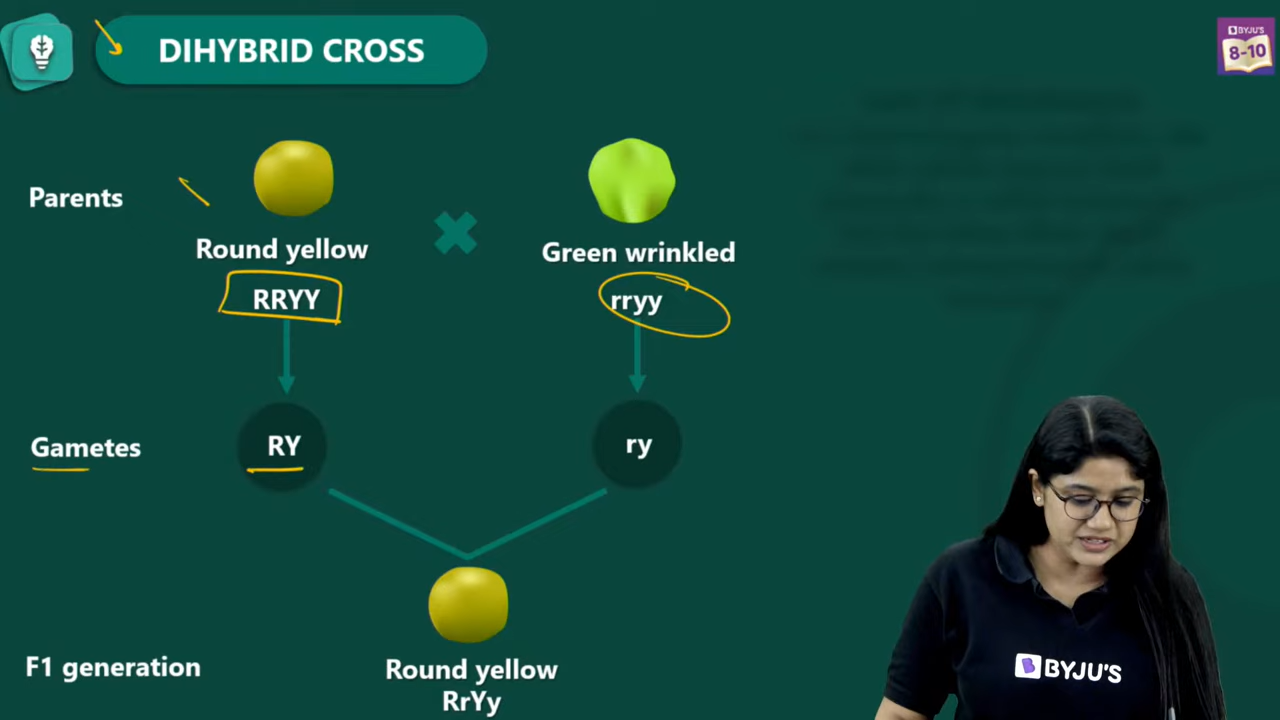 DIHYBRID CROSS
BYJU'S
8-10
Parents
Round yellow
RRYY
Green wrinkled
rryy
Gametes
RY
ry
F1 generation
Round yellow
RrYy
BYJU'S